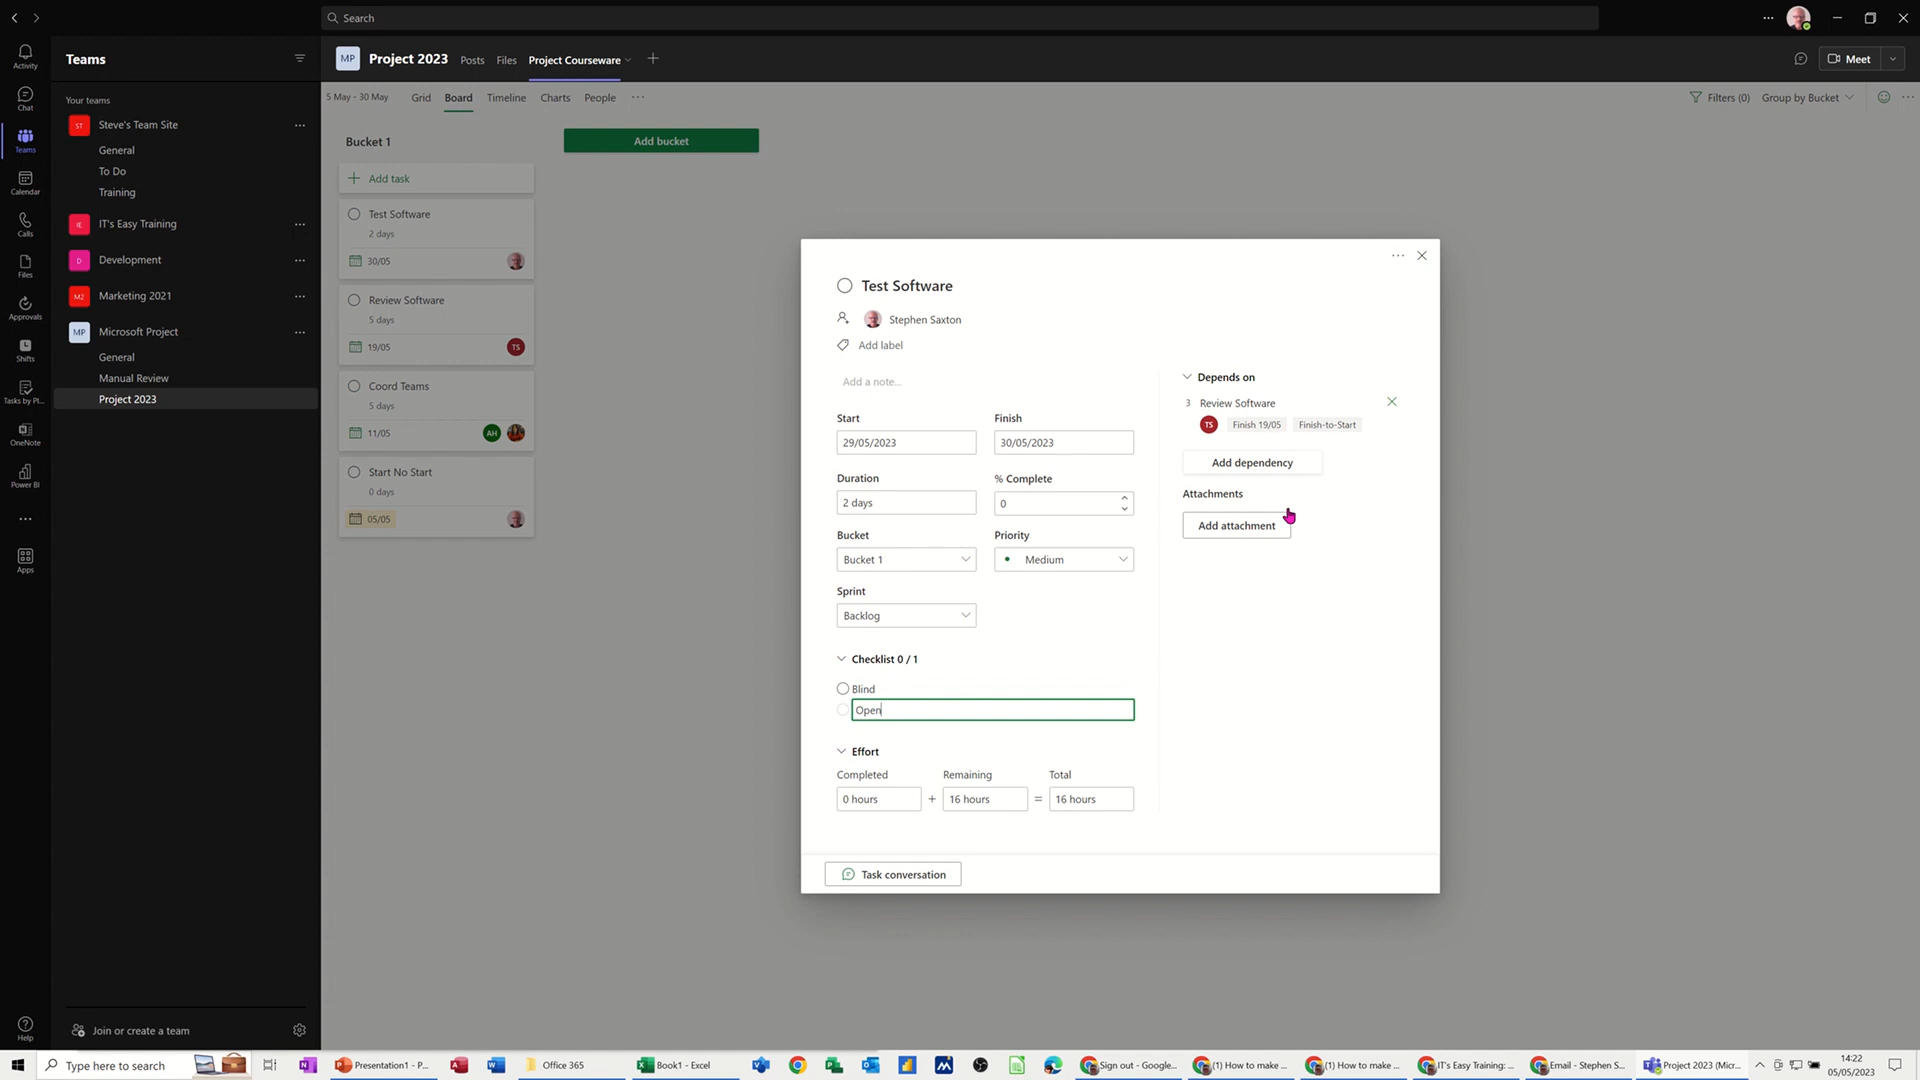 Search
Activity
Chat
Teams
Calendar
Calls
Files
Approvals
Shifts
Tasks by Pl...
OneNote
Power BI
Apps
Help
Teams
Your teams
ST Steve's Team Site
General
To Do
Training
IE IT's Easy Training
D Development
M2 Marketing 2021
MP Microsoft Project
General
Manual Review
Project 2023
Join or create a team
MP Project 2023 Posts Files Project Courseware
Meet
5 May - 30 May Grid Board Timeline Charts People
Filters (0) Group by Bucket
Bucket 1
Add bucket
Add task
Test Software
2 days
30/05
Review Software
5 days
19/05 TS
Coord Teams
5 days
11/05 AH
Start No Start
0 days
05/05
Test Software
Stephen Saxton
Add label
Add a note...
Start Finish
29/05/2023 30/05/2023
Duration % Complete
2 days 0
Bucket Priority
Bucket 1 Medium
Sprint
Backlog
Checklist 0 / 1
Blind
Open
Effort
Completed Remaining Total
0 hours + 16 hours = 16 hours
Depends on
3 Review Software
TS Finish 19/05 Finish-to-Start
Add dependency
Attachments
Add attachment
Task conversation
Type here to search
Presentation1 - P...
Office 365
Book1 - Excel
Sign out - Google...
(1) How to make ...
(1) How to make ...
IT's Easy Training: ...
Email - Stephen S...
Project 2023 (Micr...
14:22
05/05/2023